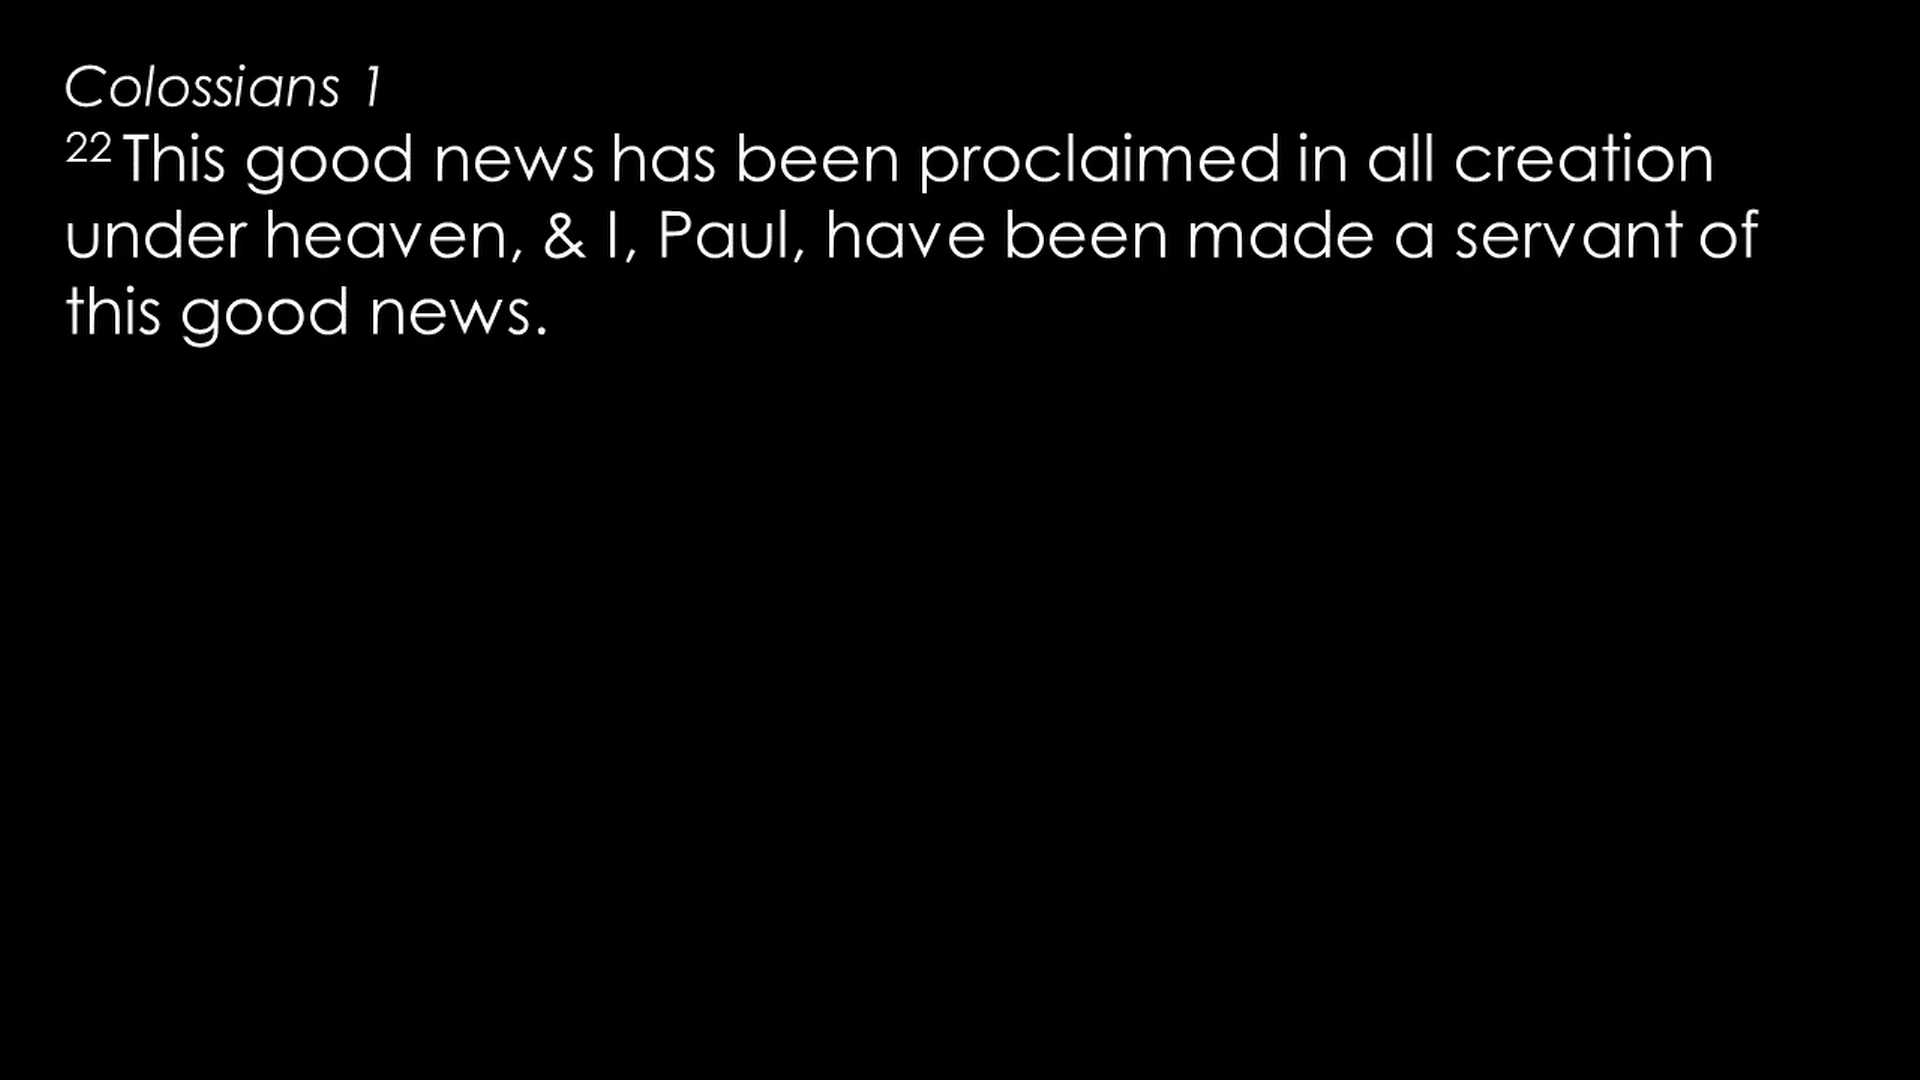 Colossians 1
22 This good news has been proclaimed in all creation
under heaven, & I, Paul, have been made a servant of
this good news.